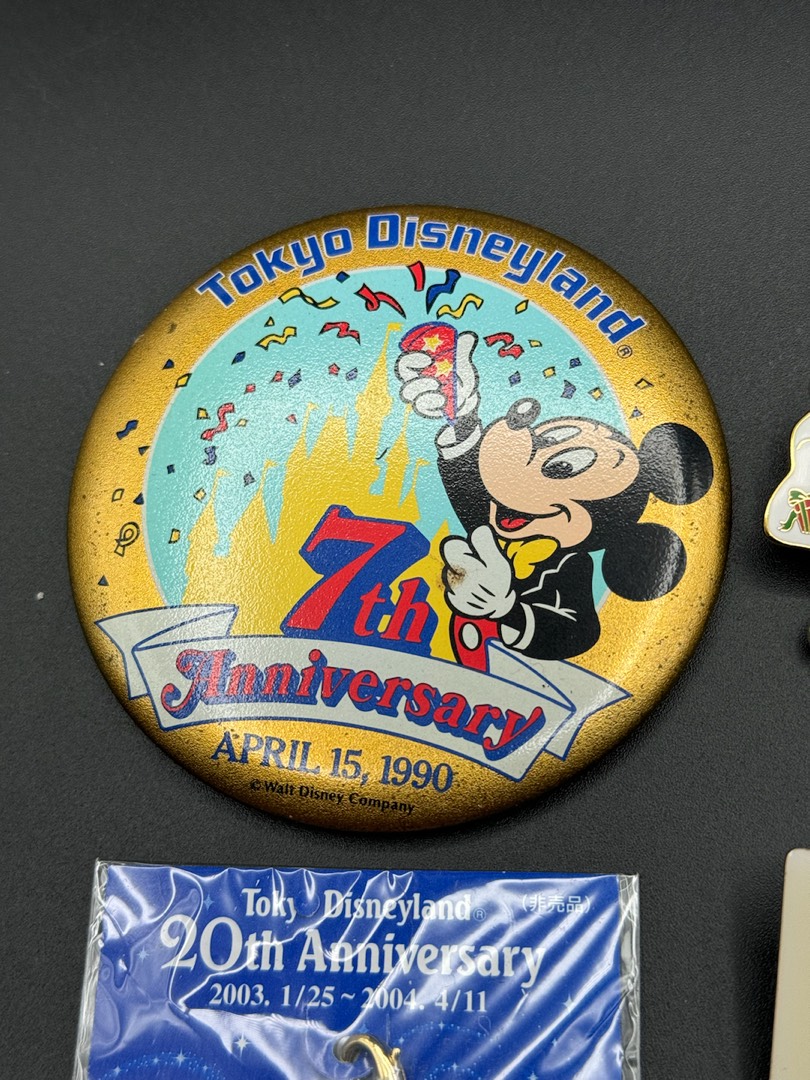 Tokyo Disneyland®
7th
Anniversary
APRIL 15, 1990
©Walt Disney Company
Tokyo Disneyland® (非売品)
20th Anniversary
2003. 1/25~2004. 4/11